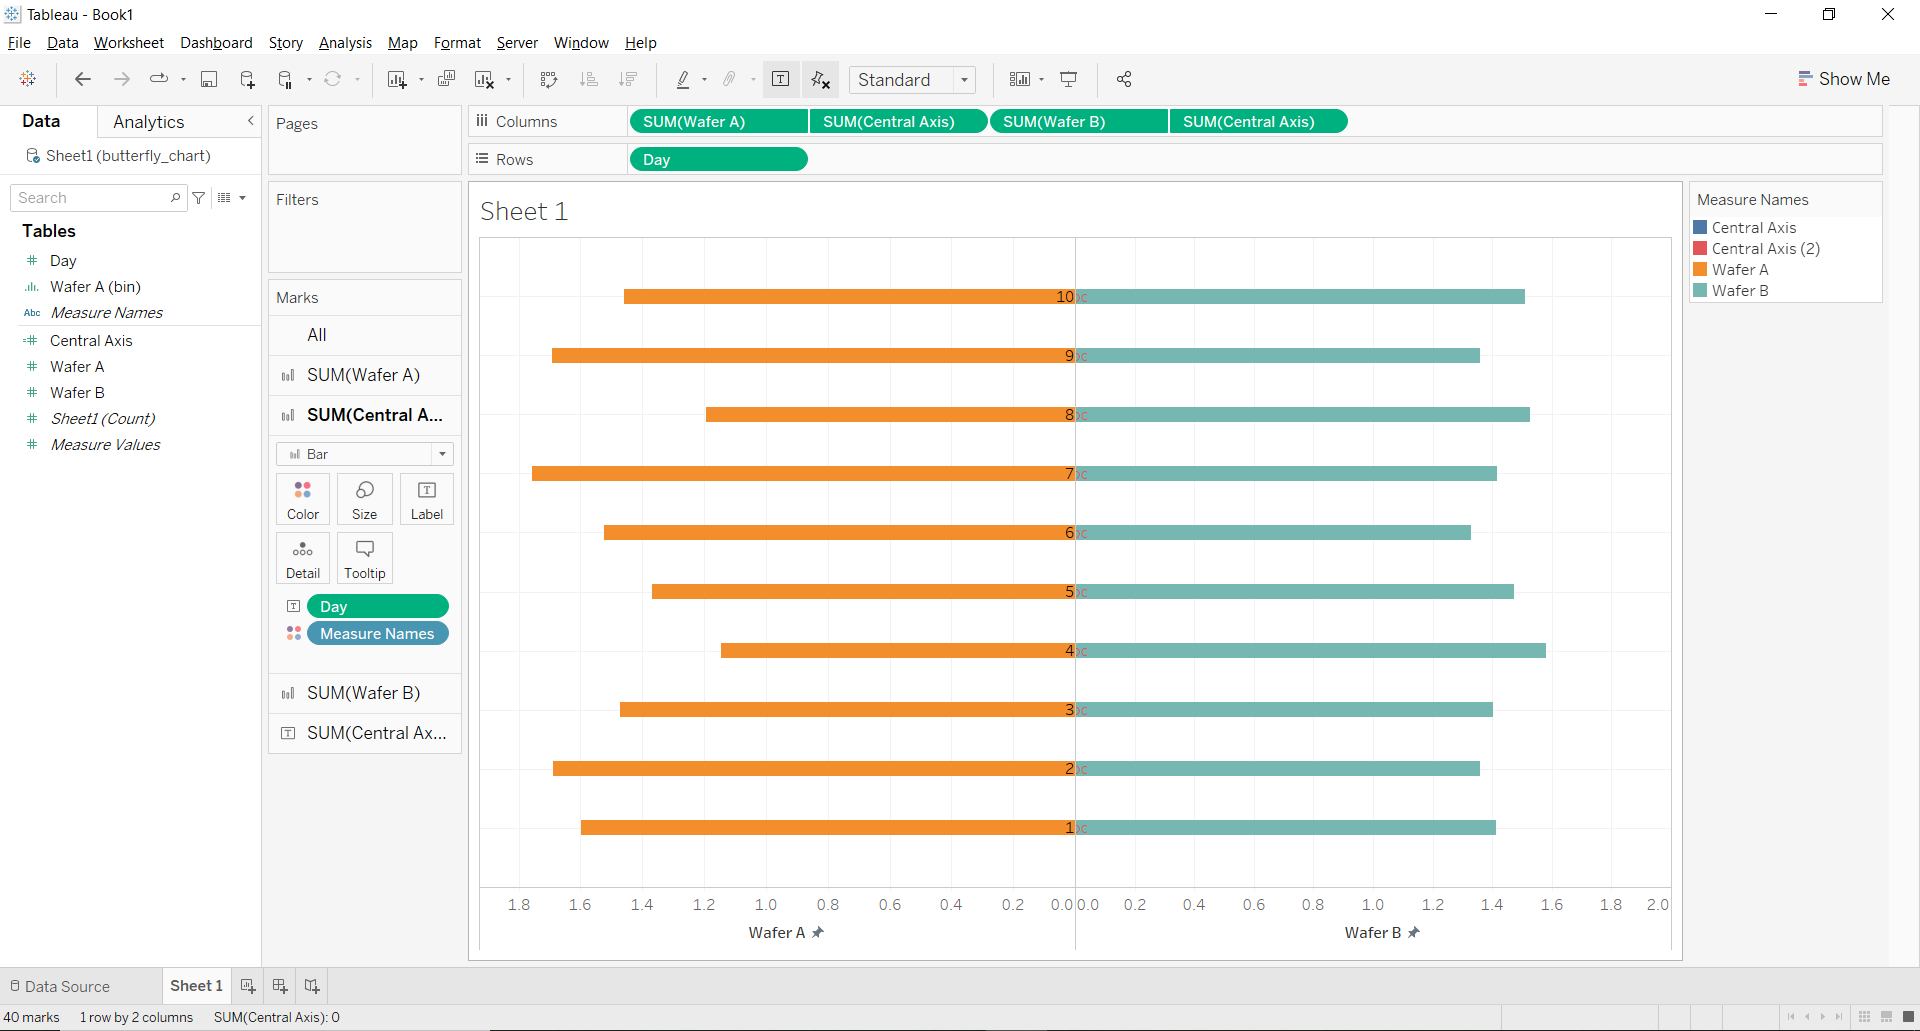 Tableau - Book1
File Data Worksheet Dashboard Story Analysis Map Format Server Window Help
Standard
Show Me
Data Analytics
Sheet1 (butterfly_chart)
Search
Tables
Day
Wafer A (bin)
Abc Measure Names
Central Axis
Wafer A
Wafer B
Sheet1 (Count)
Measure Values
Pages
Filters
Marks
All
SUM(Wafer A)
SUM(Central A...
Bar
Color Size Label
Detail Tooltip
Day
Measure Names
SUM(Wafer B)
SUM(Central Ax...
Columns SUM(Wafer A) SUM(Central Axis) SUM(Wafer B) SUM(Central Axis)
Rows Day
Sheet 1
10
9
8
7
6
5
4
3
2
1
1.8 1.6 1.4 1.2 1.0 0.8 0.6 0.4 0.2 0.0 0.0 0.2 0.4 0.6 0.8 1.0 1.2 1.4 1.6 1.8 2.0
Wafer A Wafer B
Measure Names
Central Axis
Central Axis (2)
Wafer A
Wafer B
Data Source Sheet 1
40 marks 1 row by 2 columns SUM(Central Axis): 0